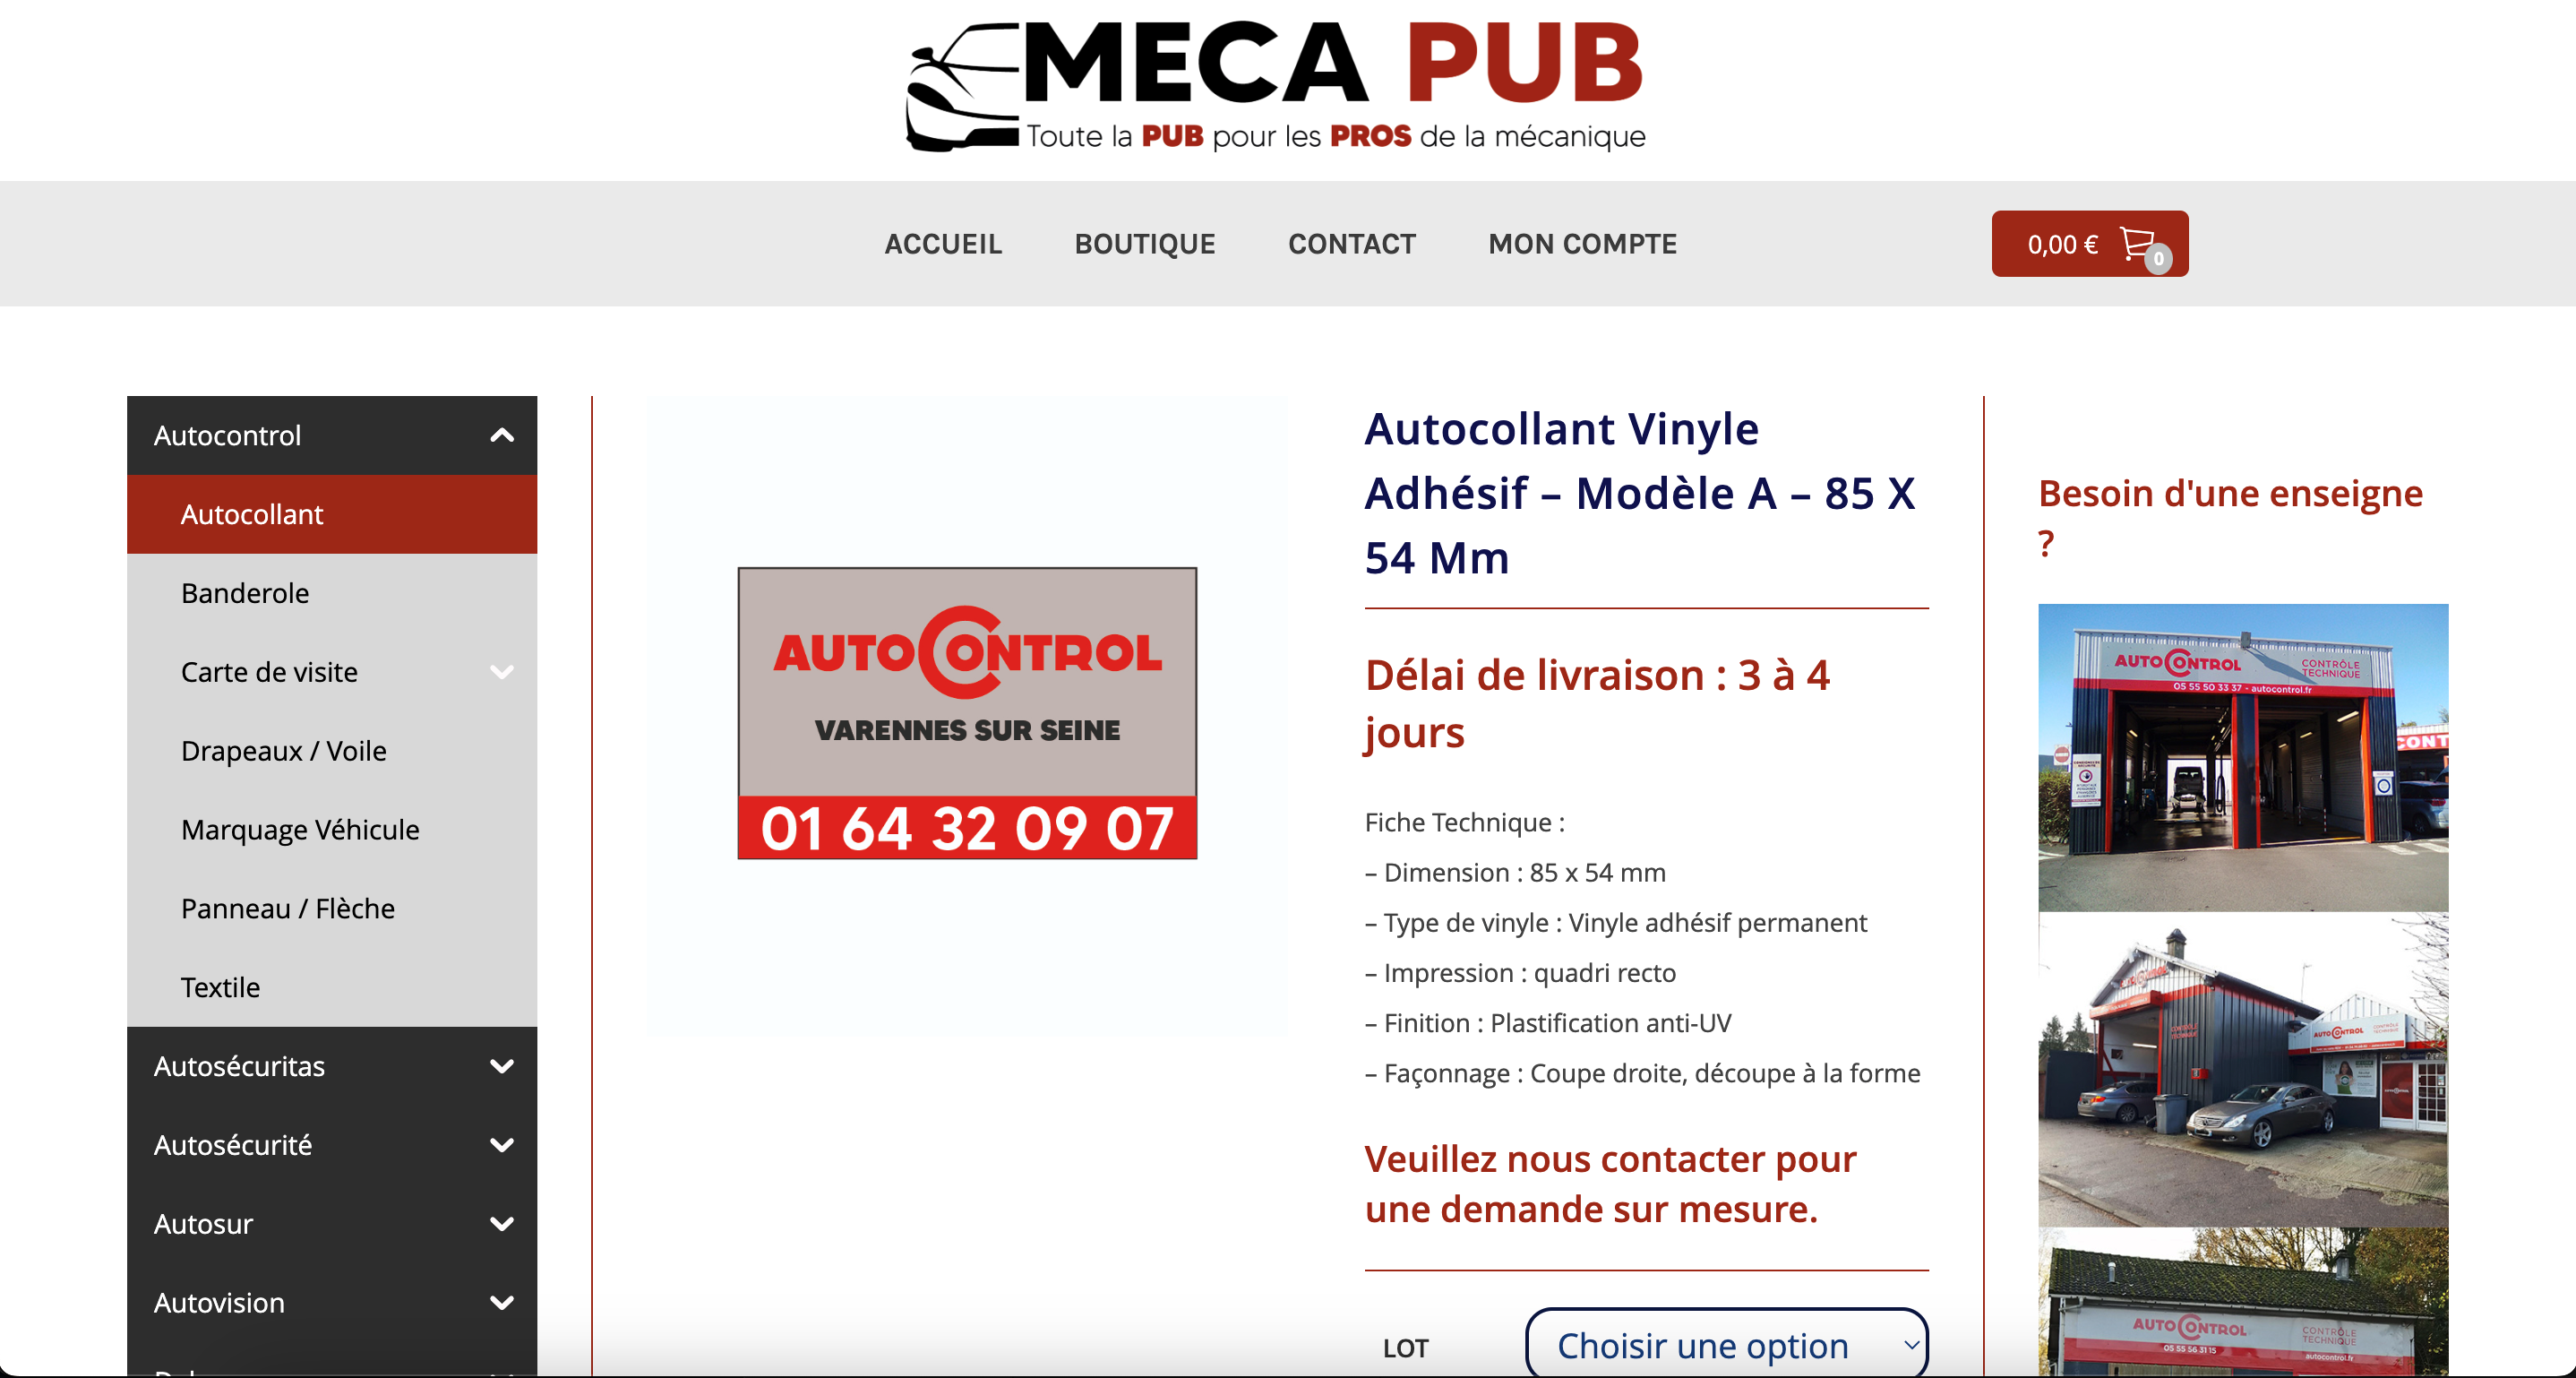 MECA PUB
Toute la PUB pour les PROS de la mécanique
ACCUEIL BOUTIQUE CONTACT MON COMPTE 0,00 € 0
Autocontrol
Autocollant
Banderole
Carte de visite
Drapeaux / Voile
Marquage Véhicule
Panneau / Flèche
Textile
Autosécuritas
Autosécurité
Autosur
Autovision
AUTOCONTROL
VARENNES SUR SEINE
01 64 32 09 07
Autocollant Vinyle
Adhésif – Modèle A – 85 X
54 Mm
Délai de livraison : 3 à 4
jours
Fiche Technique :
– Dimension : 85 x 54 mm
– Type de vinyle : Vinyle adhésif permanent
– Impression : quadri recto
– Finition : Plastification anti-UV
– Façonnage : Coupe droite, découpe à la forme
Veuillez nous contacter pour
une demande sur mesure.
LOT Choisir une option
Besoin d'une enseigne
?
AUTOCONTROL
CONTRÔLE
TECHNIQUE
05 55 50 33 37 - autocontrol.fr
CONT
AUTOCONTROL
CONTRÔLE
TECHNIQUE
AUTOCONTROL
CONTRÔLE
TECHNIQUE
05 55 56 31 15
autocontrol.fr